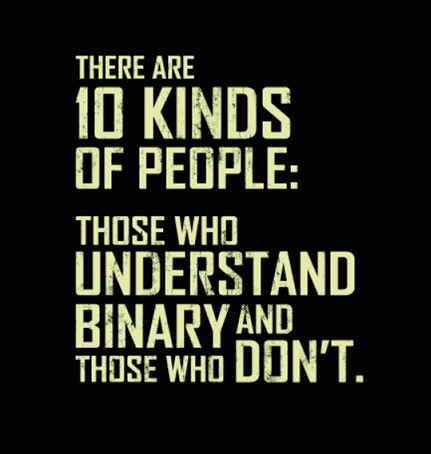 THERE ARE
10 KINDS
OF PEOPLE:
THOSE WHO
UNDERSTAND
BINARY AND
THOSE WHO DON'T.